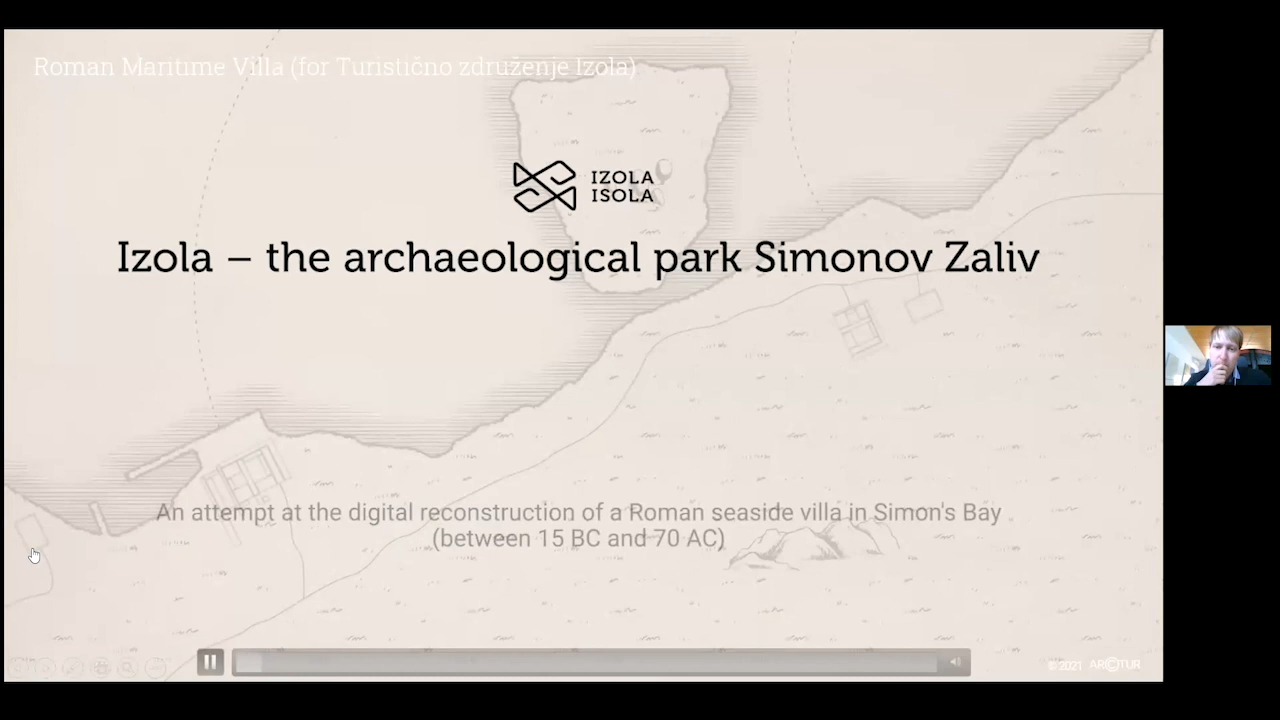 Roman Maritime Villa (for Turistično združenje Izola)
IZOLA
ISOLA
Izola – the archaeological park Simonov Zaliv
An attempt at the digital reconstruction of a Roman seaside villa in Simon's Bay
(between 15 BC and 70 AC)
© 2021 ARCTUR